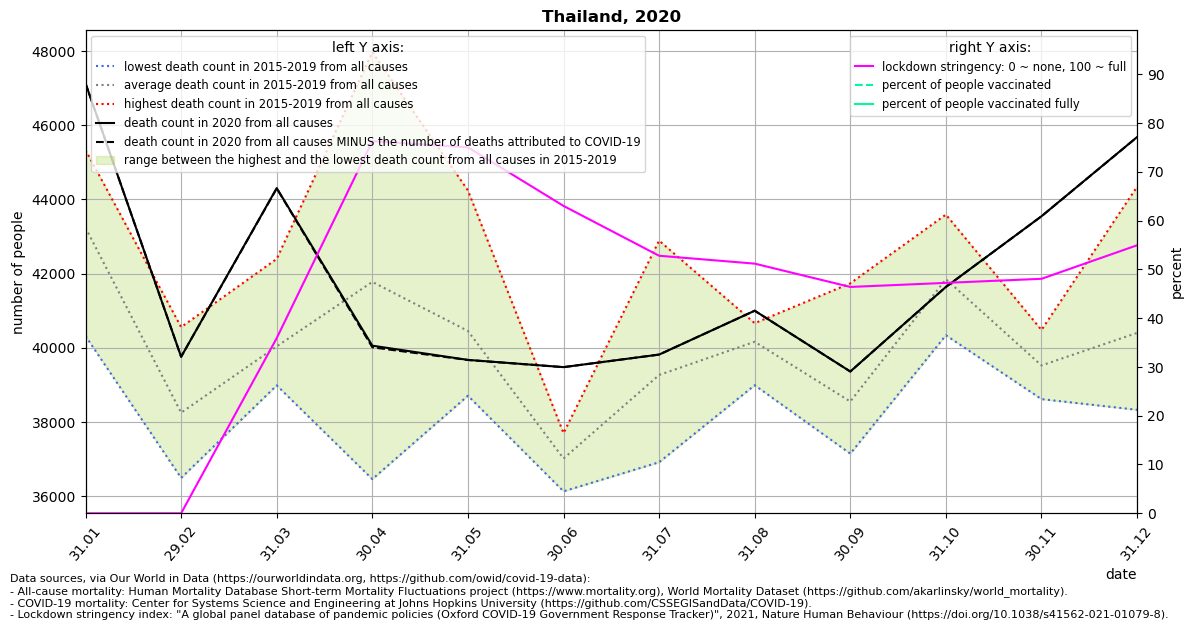 Thailand, 2020
left Y axis:
lowest death count in 2015-2019 from all causes
average death count in 2015-2019 from all causes
highest death count in 2015-2019 from all causes
death count in 2020 from all causes
death count in 2020 from all causes MINUS the number of deaths attributed to COVID-19
range between the highest and the lowest death count from all causes in 2015-2019
right Y axis:
lockdown stringency: 0 ~ none, 100 ~ full
percent of people vaccinated
percent of people vaccinated fully
number of people
48000
46000
44000
42000
40000
38000
36000
90
80
70
60
50
40
30
20
10
0
percent
31.01
29.02
31.03
30.04
31.05
30.06
31.07
31.08
30.09
31.10
30.11
31.12
date
Data sources, via Our World in Data (https://ourworldindata.org, https://github.com/owid/covid-19-data):
- All-cause mortality: Human Mortality Database Short-term Mortality Fluctuations project (https://www.mortality.org), World Mortality Dataset (https://github.com/akarlinsky/world_mortality).
- COVID-19 mortality: Center for Systems Science and Engineering at Johns Hopkins University (https://github.com/CSSEGISandData/COVID-19).
- Lockdown stringency index: "A global panel database of pandemic policies (Oxford COVID-19 Government Response Tracker)", 2021, Nature Human Behaviour (https://doi.org/10.1038/s41562-021-01079-8).